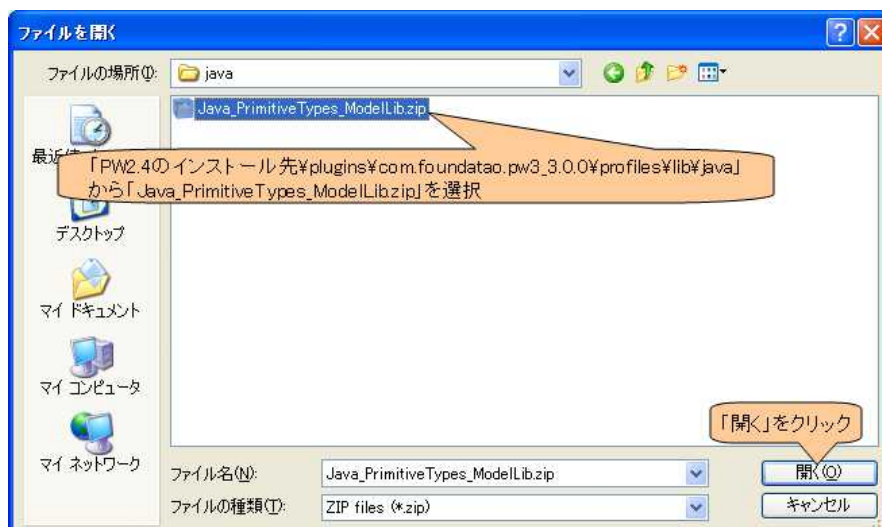 ファイルを開く
ファイルの場所(I):
java
Java_PrimitiveTypes_ModelLib.zip
「PW2.4のインストール先¥plugins¥com.foundatao.pw3_3.0.0¥profiles¥lib¥java」
から「Java_PrimitiveTypes_ModelLib.zip」を選択
デスクトップ
マイ ドキュメント
マイ コンピュータ
マイ ネットワーク
「開く」をクリック
ファイル名(N):
Java_PrimitiveTypes_ModelLib.zip
開く(O)
ファイルの種類(T):
ZIP files (*.zip)
キャンセル